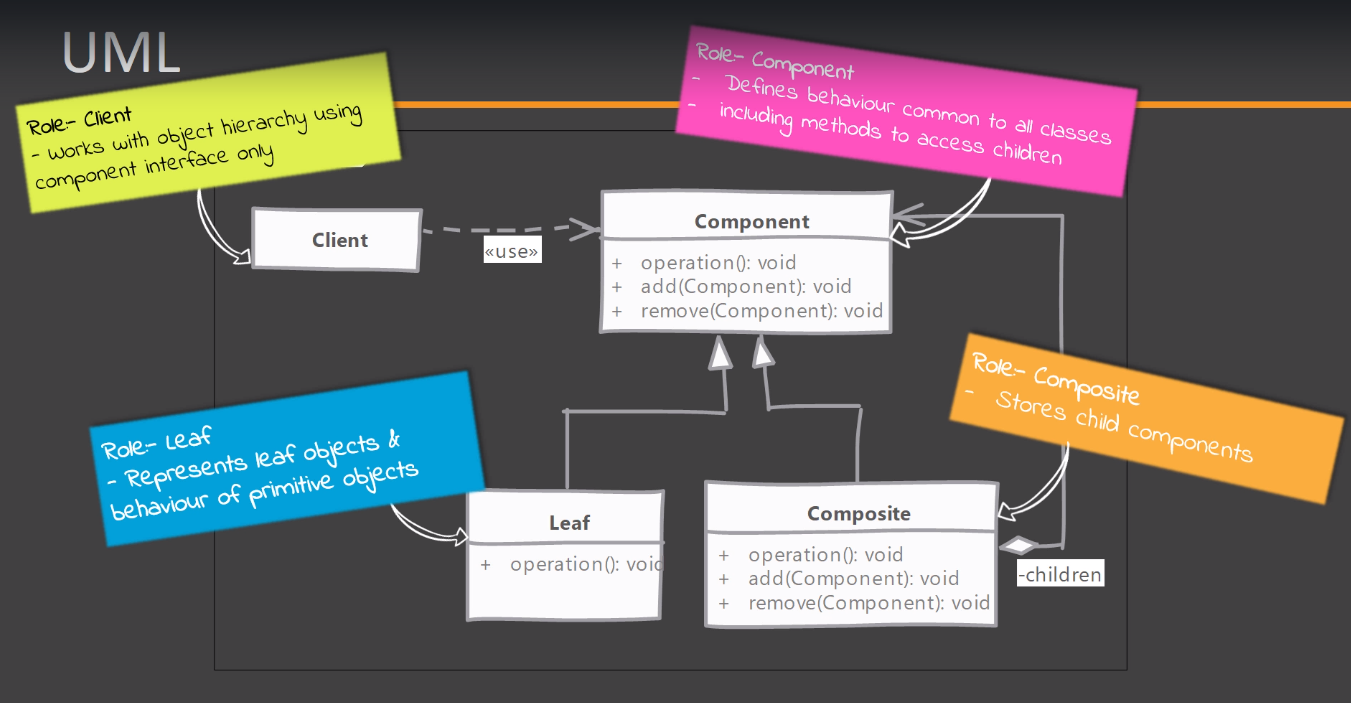 UML
Role:- Client
- Works with object hierarchy using
component interface only
Role:- Component
- Defines behaviour common to all classes
- including methods to access children
Client
«use»
Component
+ operation(): void
+ add(Component): void
+ remove(Component): void
Role:- Leaf
- Represents leaf objects &
behaviour of primitive objects
Role:- Composite
- Stores child components
Leaf
+ operation(): void
Composite
+ operation(): void
+ add(Component): void
+ remove(Component): void
-children